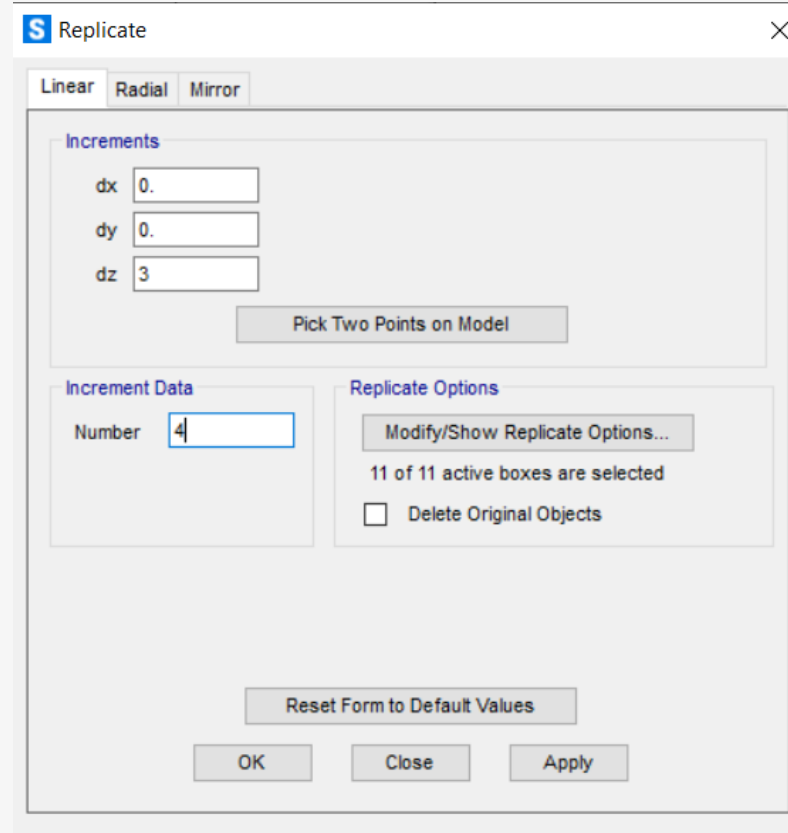 S Replicate
Linear Radial Mirror
Increments
dx 0.
dy 0.
dz 3
Pick Two Points on Model
Increment Data
Number 4
Replicate Options
Modify/Show Replicate Options...
11 of 11 active boxes are selected
Delete Original Objects
Reset Form to Default Values
OK Close Apply